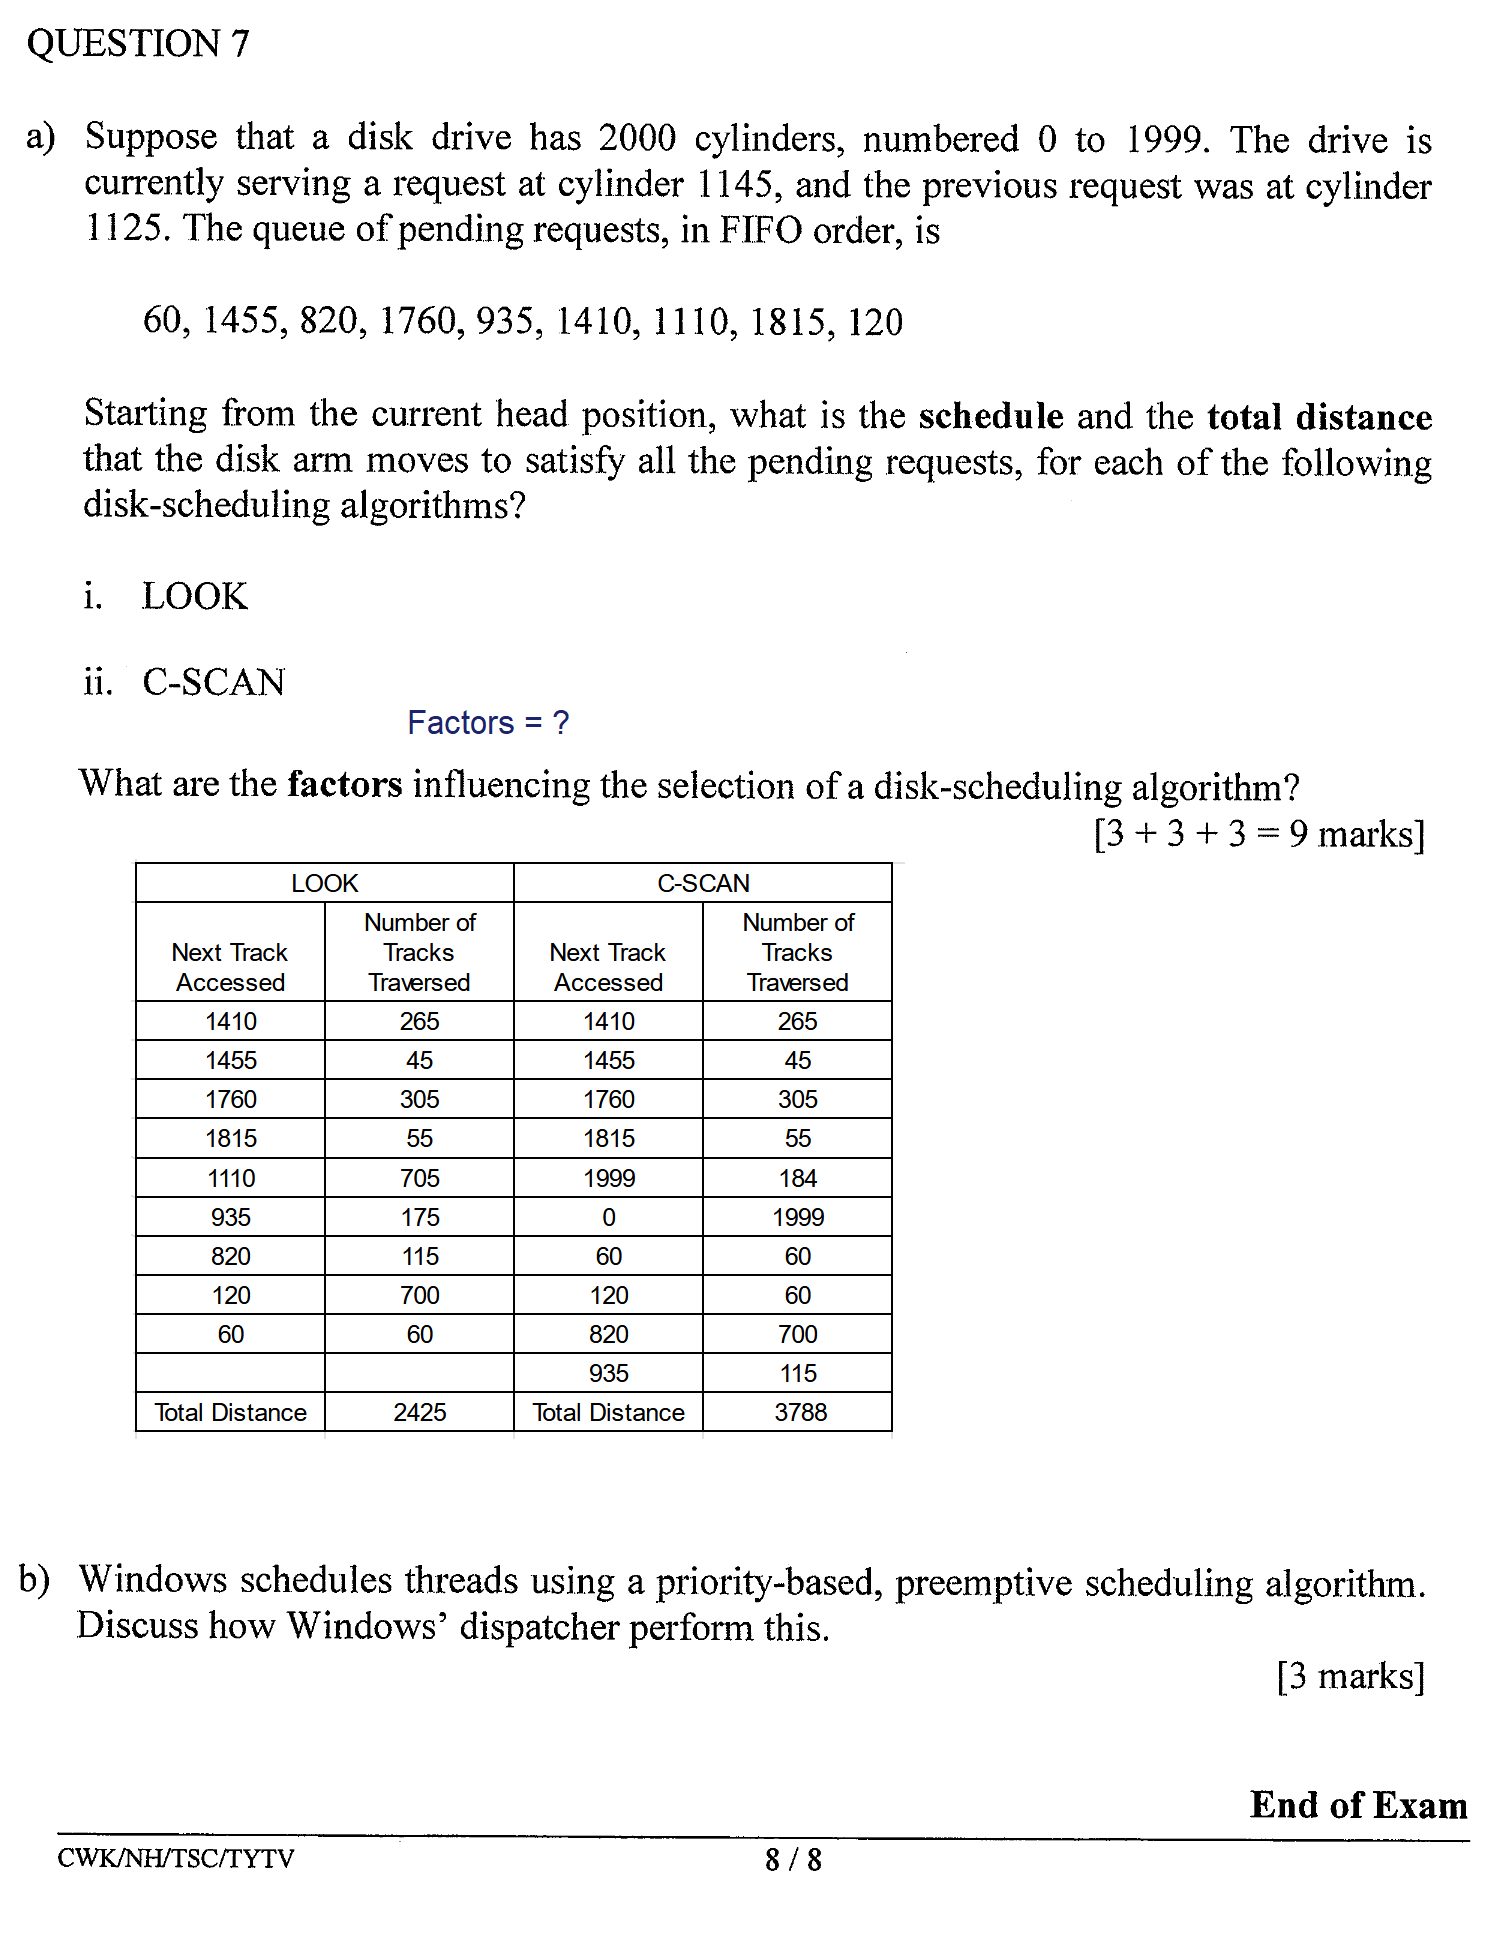 QUESTION 7
a) Suppose that a disk drive has 2000 cylinders, numbered 0 to 1999. The drive is
currently serving a request at cylinder 1145, and the previous request was at cylinder
1125. The queue of pending requests, in FIFO order, is
60, 1455, 820, 1760, 935, 1410, 1110, 1815, 120
Starting from the current head position, what is the schedule and the total distance
that the disk arm moves to satisfy all the pending requests, for each of the following
disk-scheduling algorithms?
i. LOOK
ii. C-SCAN
Factors = ?
What are the factors influencing the selection of a disk-scheduling algorithm?
[3 + 3 + 3 = 9 marks]
LOOK C-SCAN
Next Track Accessed Number of Tracks Traversed Next Track Accessed Number of Tracks Traversed
1410 265 1410 265
1455 45 1455 45
1760 305 1760 305
1815 55 1815 55
1110 705 1999 184
935 175 0 1999
820 115 60 60
120 700 120 60
60 60 820 700
935 115
Total Distance 2425 Total Distance 3788
b) Windows schedules threads using a priority-based, preemptive scheduling algorithm.
Discuss how Windows’ dispatcher perform this.
[3 marks]
End of Exam
CWK/NH/TSC/TYTV 8 / 8